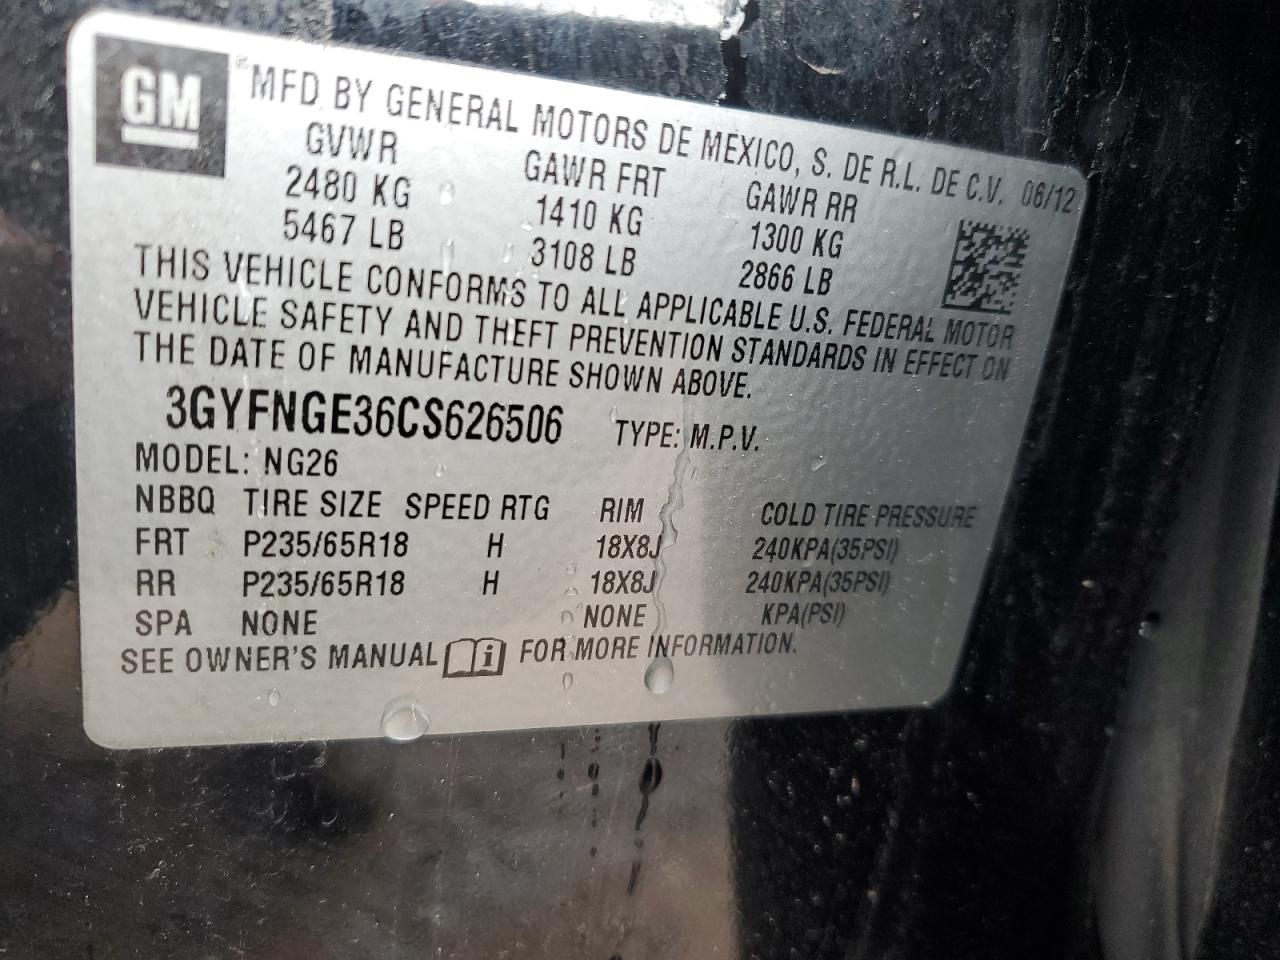 GM
MFD BY GENERAL MOTORS DE MEXICO, S. DE R.L. DE C.V. 06/12
GVWR GAWR FRT GAWR RR
2480 KG 1410 KG 1300 KG
5467 LB 3108 LB 2866 LB
THIS VEHICLE CONFORMS TO ALL APPLICABLE U.S. FEDERAL MOTOR
VEHICLE SAFETY AND THEFT PREVENTION STANDARDS IN EFFECT ON
THE DATE OF MANUFACTURE SHOWN ABOVE.
3GYFNGE36CS626506 TYPE: M.P.V.
MODEL: NG26
NBBQ TIRE SIZE SPEED RTG RIM COLD TIRE PRESSURE
FRT P235/65R18 H 18X8J 240KPA(35PSI)
RR P235/65R18 H 18X8J 240KPA(35PSI)
SPA NONE NONE KPA(PSI)
SEE OWNER'S MANUAL i FOR MORE INFORMATION.